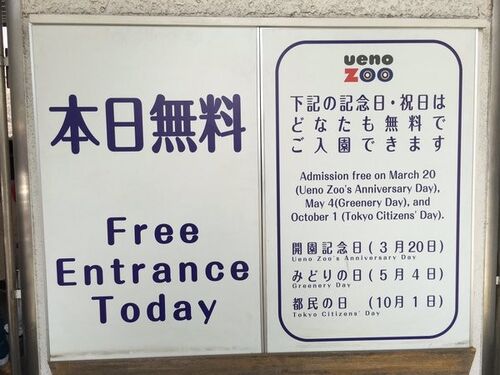 本日無料
Free
Entrance
Today
ueno
ZOO
下記の記念日・祝日は
どなたも無料で
ご入園できます
Admission free on March 20
(Ueno Zoo's Anniversary Day),
May 4(Greenery Day), and
October 1 (Tokyo Citizens' Day).
開園記念日(3月20日)
Ueno Zoo's Anniversary Day
みどりの日(5月4日)
Greenery Day
都民の日 (10月1日)
Tokyo Citizens' Day